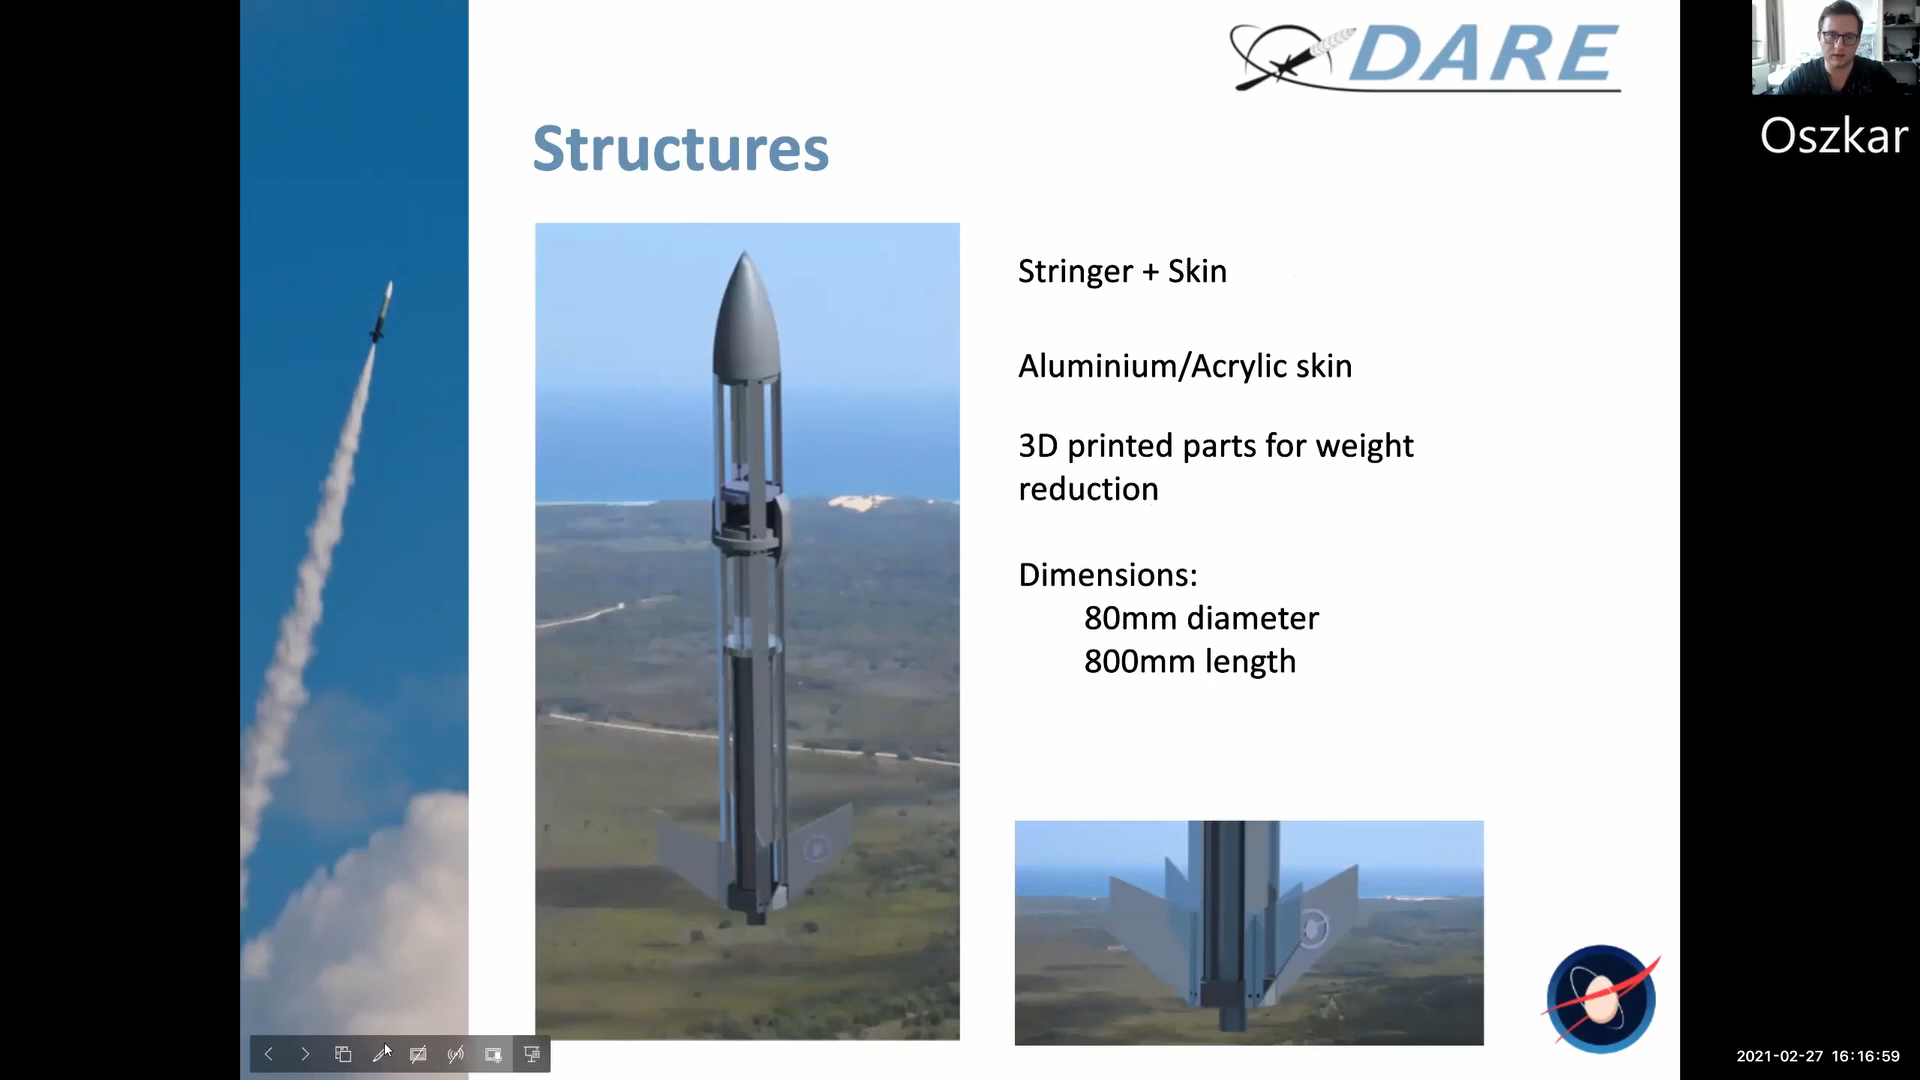 DARE
Oszkar
Structures
Stringer + Skin
Aluminium/Acrylic skin
3D printed parts for weight
reduction
Dimensions:
80mm diameter
800mm length
2021-02-27 16:16:59